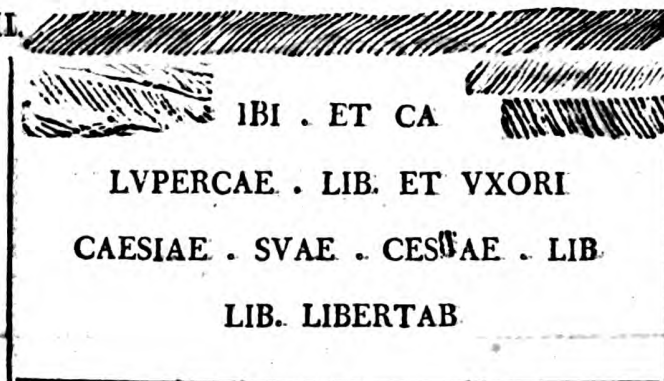 IBI . ET CA
LVPERCAE . LIB. ET VXORI
CAESIAE . SVAE . LIB
LIB. LIBERTAB